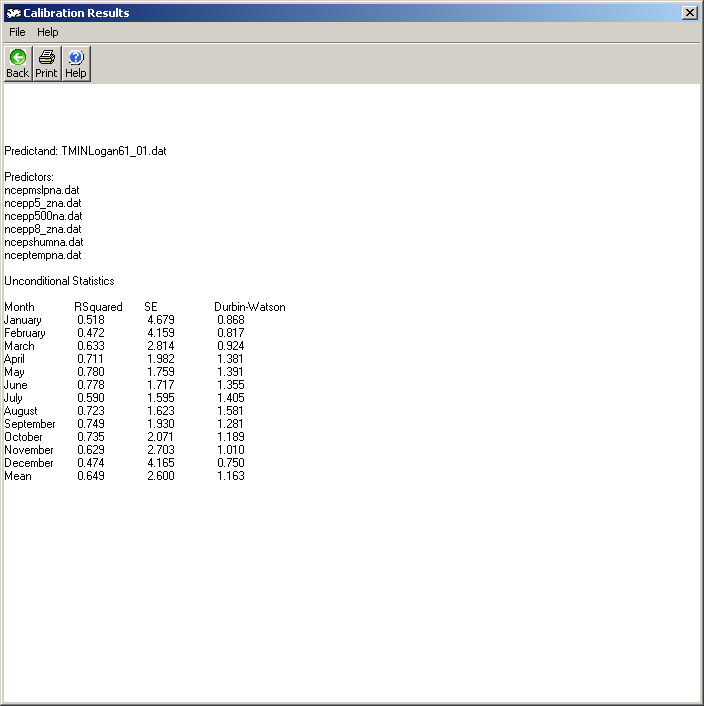 Calibration Results
File Help
Back Print Help
Predictand: TMINLogan61_01.dat
Predictors:
ncepmslpna.dat
ncepp5_zna.dat
ncepp500na.dat
ncepp8_zna.dat
ncepshumna.dat
nceptempna.dat
Unconditional Statistics
Month RSquared SE Durbin-Watson
January 0.518 4.679 0.868
February 0.472 4.159 0.817
March 0.633 2.814 0.924
April 0.711 1.982 1.381
May 0.780 1.759 1.391
June 0.778 1.717 1.355
July 0.590 1.595 1.405
August 0.723 1.623 1.581
September 0.749 1.930 1.281
October 0.735 2.071 1.189
November 0.629 2.703 1.010
December 0.474 4.165 0.750
Mean 0.649 2.600 1.163